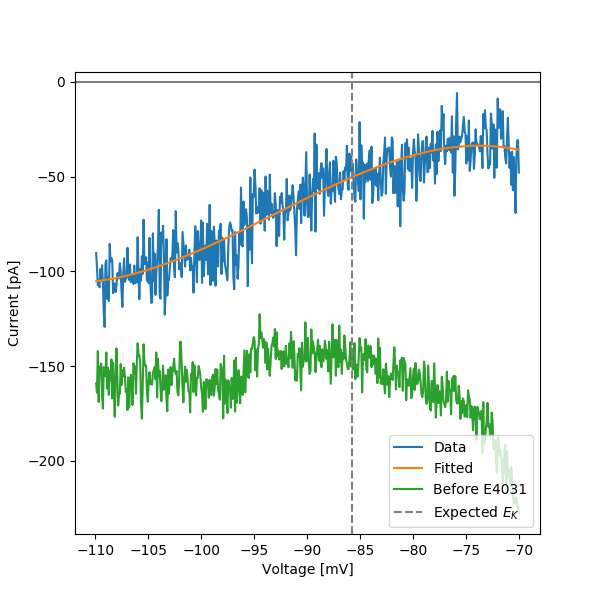 0
−50
−100
−150
−200
Current [pA]
−110 −105 −100 −95 −90 −85 −80 −75 −70
Voltage [mV]
Data
Fitted
Before E4031
Expected E_K